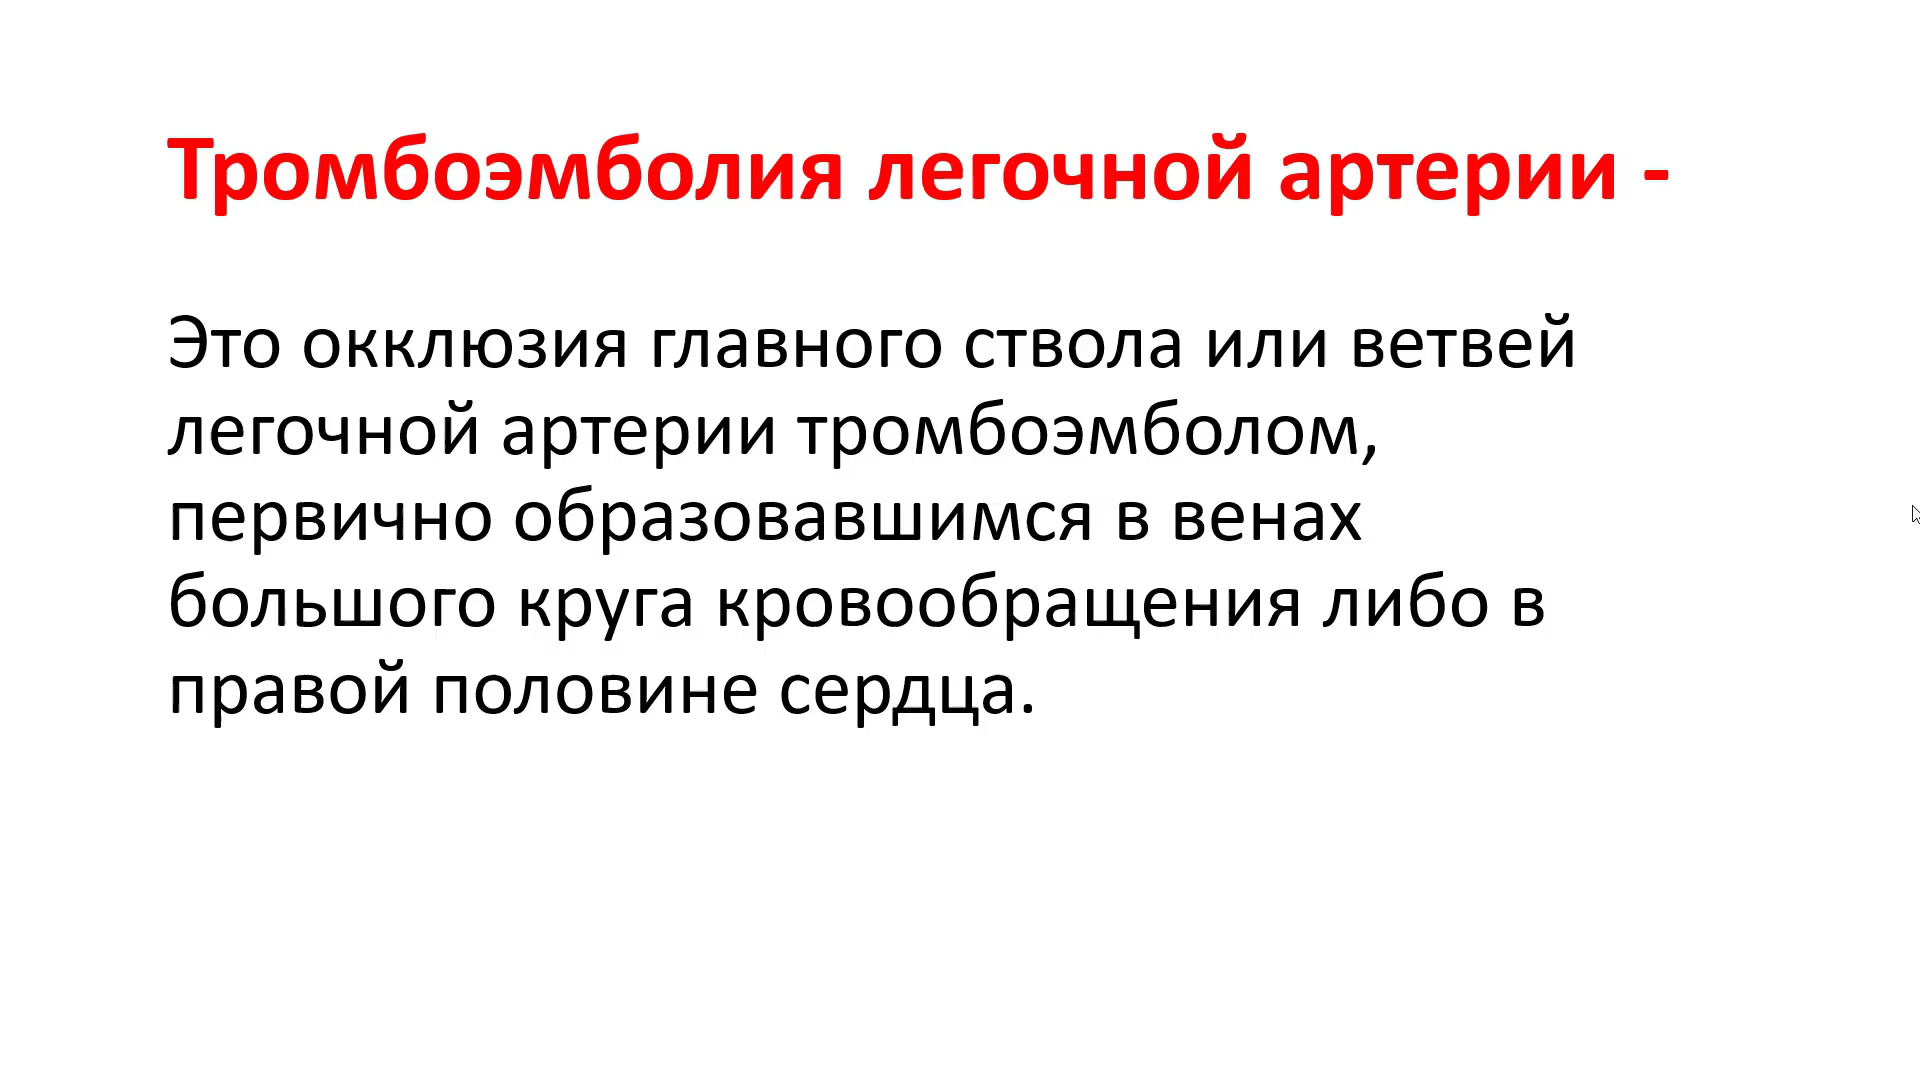 Тромбоэмболия легочной артерии -
Это окклюзия главного ствола или ветвей
легочной артерии тромбоэмболом,
первично образовавшимся в венах
большого круга кровообращения либо в
правой половине сердца.